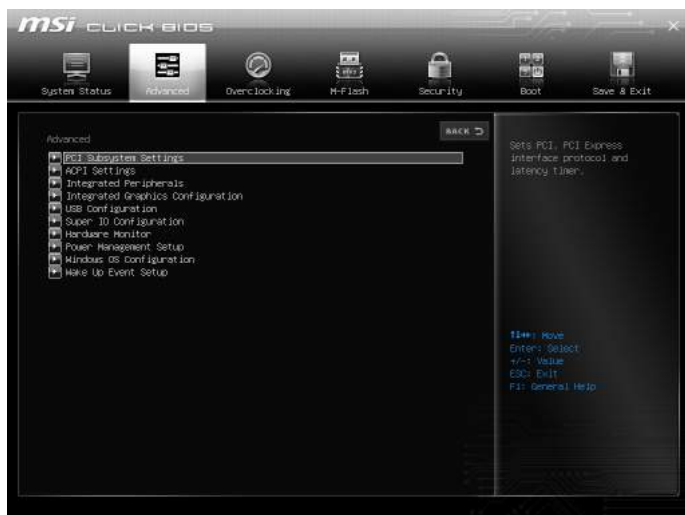 msi CLICK BIOS
System Status Advanced Overclocking M-Flash Security Boot Save & Exit
BACK
Advanced
PCI Subsystem Settings
ACPI Settings
Integrated Peripherals
Integrated Graphics Configuration
USB Configuration
Super IO Configuration
Hardware Monitor
Power Management Setup
Windows OS Configuration
Wake Up Event Setup
Sets PCI, PCI Express
interface protocol and
latency timer.
↑↓←→: Move
Enter: Select
+/-: Value
ESC: Exit
F1: General Help